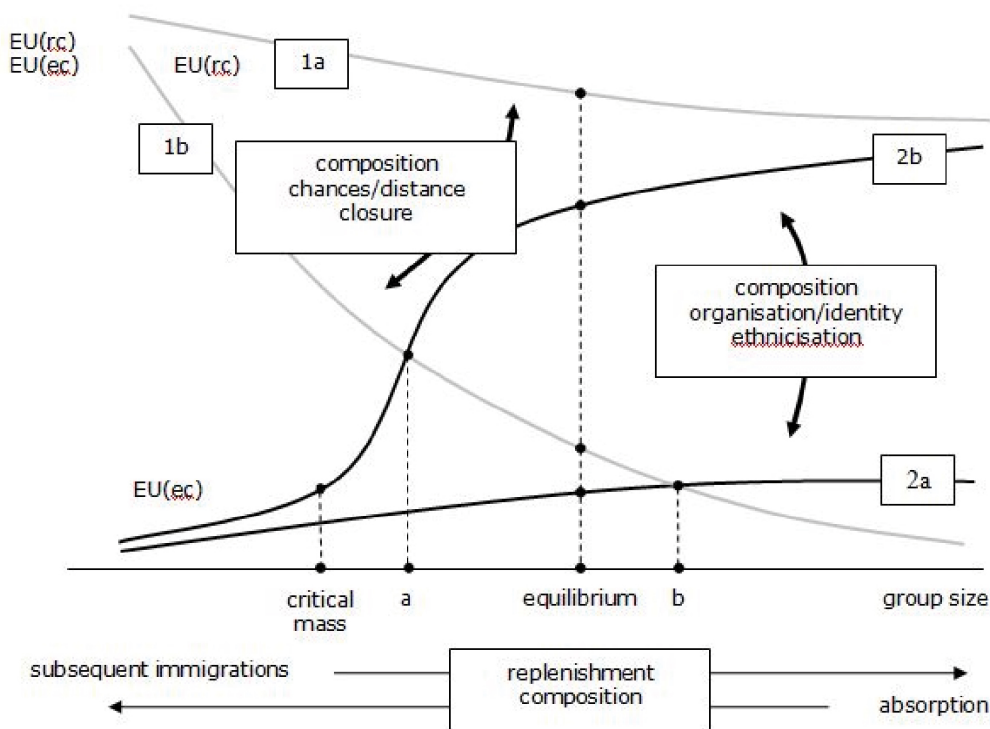 EU(rc)
EU(ec)
EU(rc)
1a
1b
composition
chances/distance
closure
2b
composition
organisation/identity
ethnicisation
EU(ec)
2a
critical
mass
a
equilibrium
b
group size
subsequent immigrations
replenishment
composition
absorption